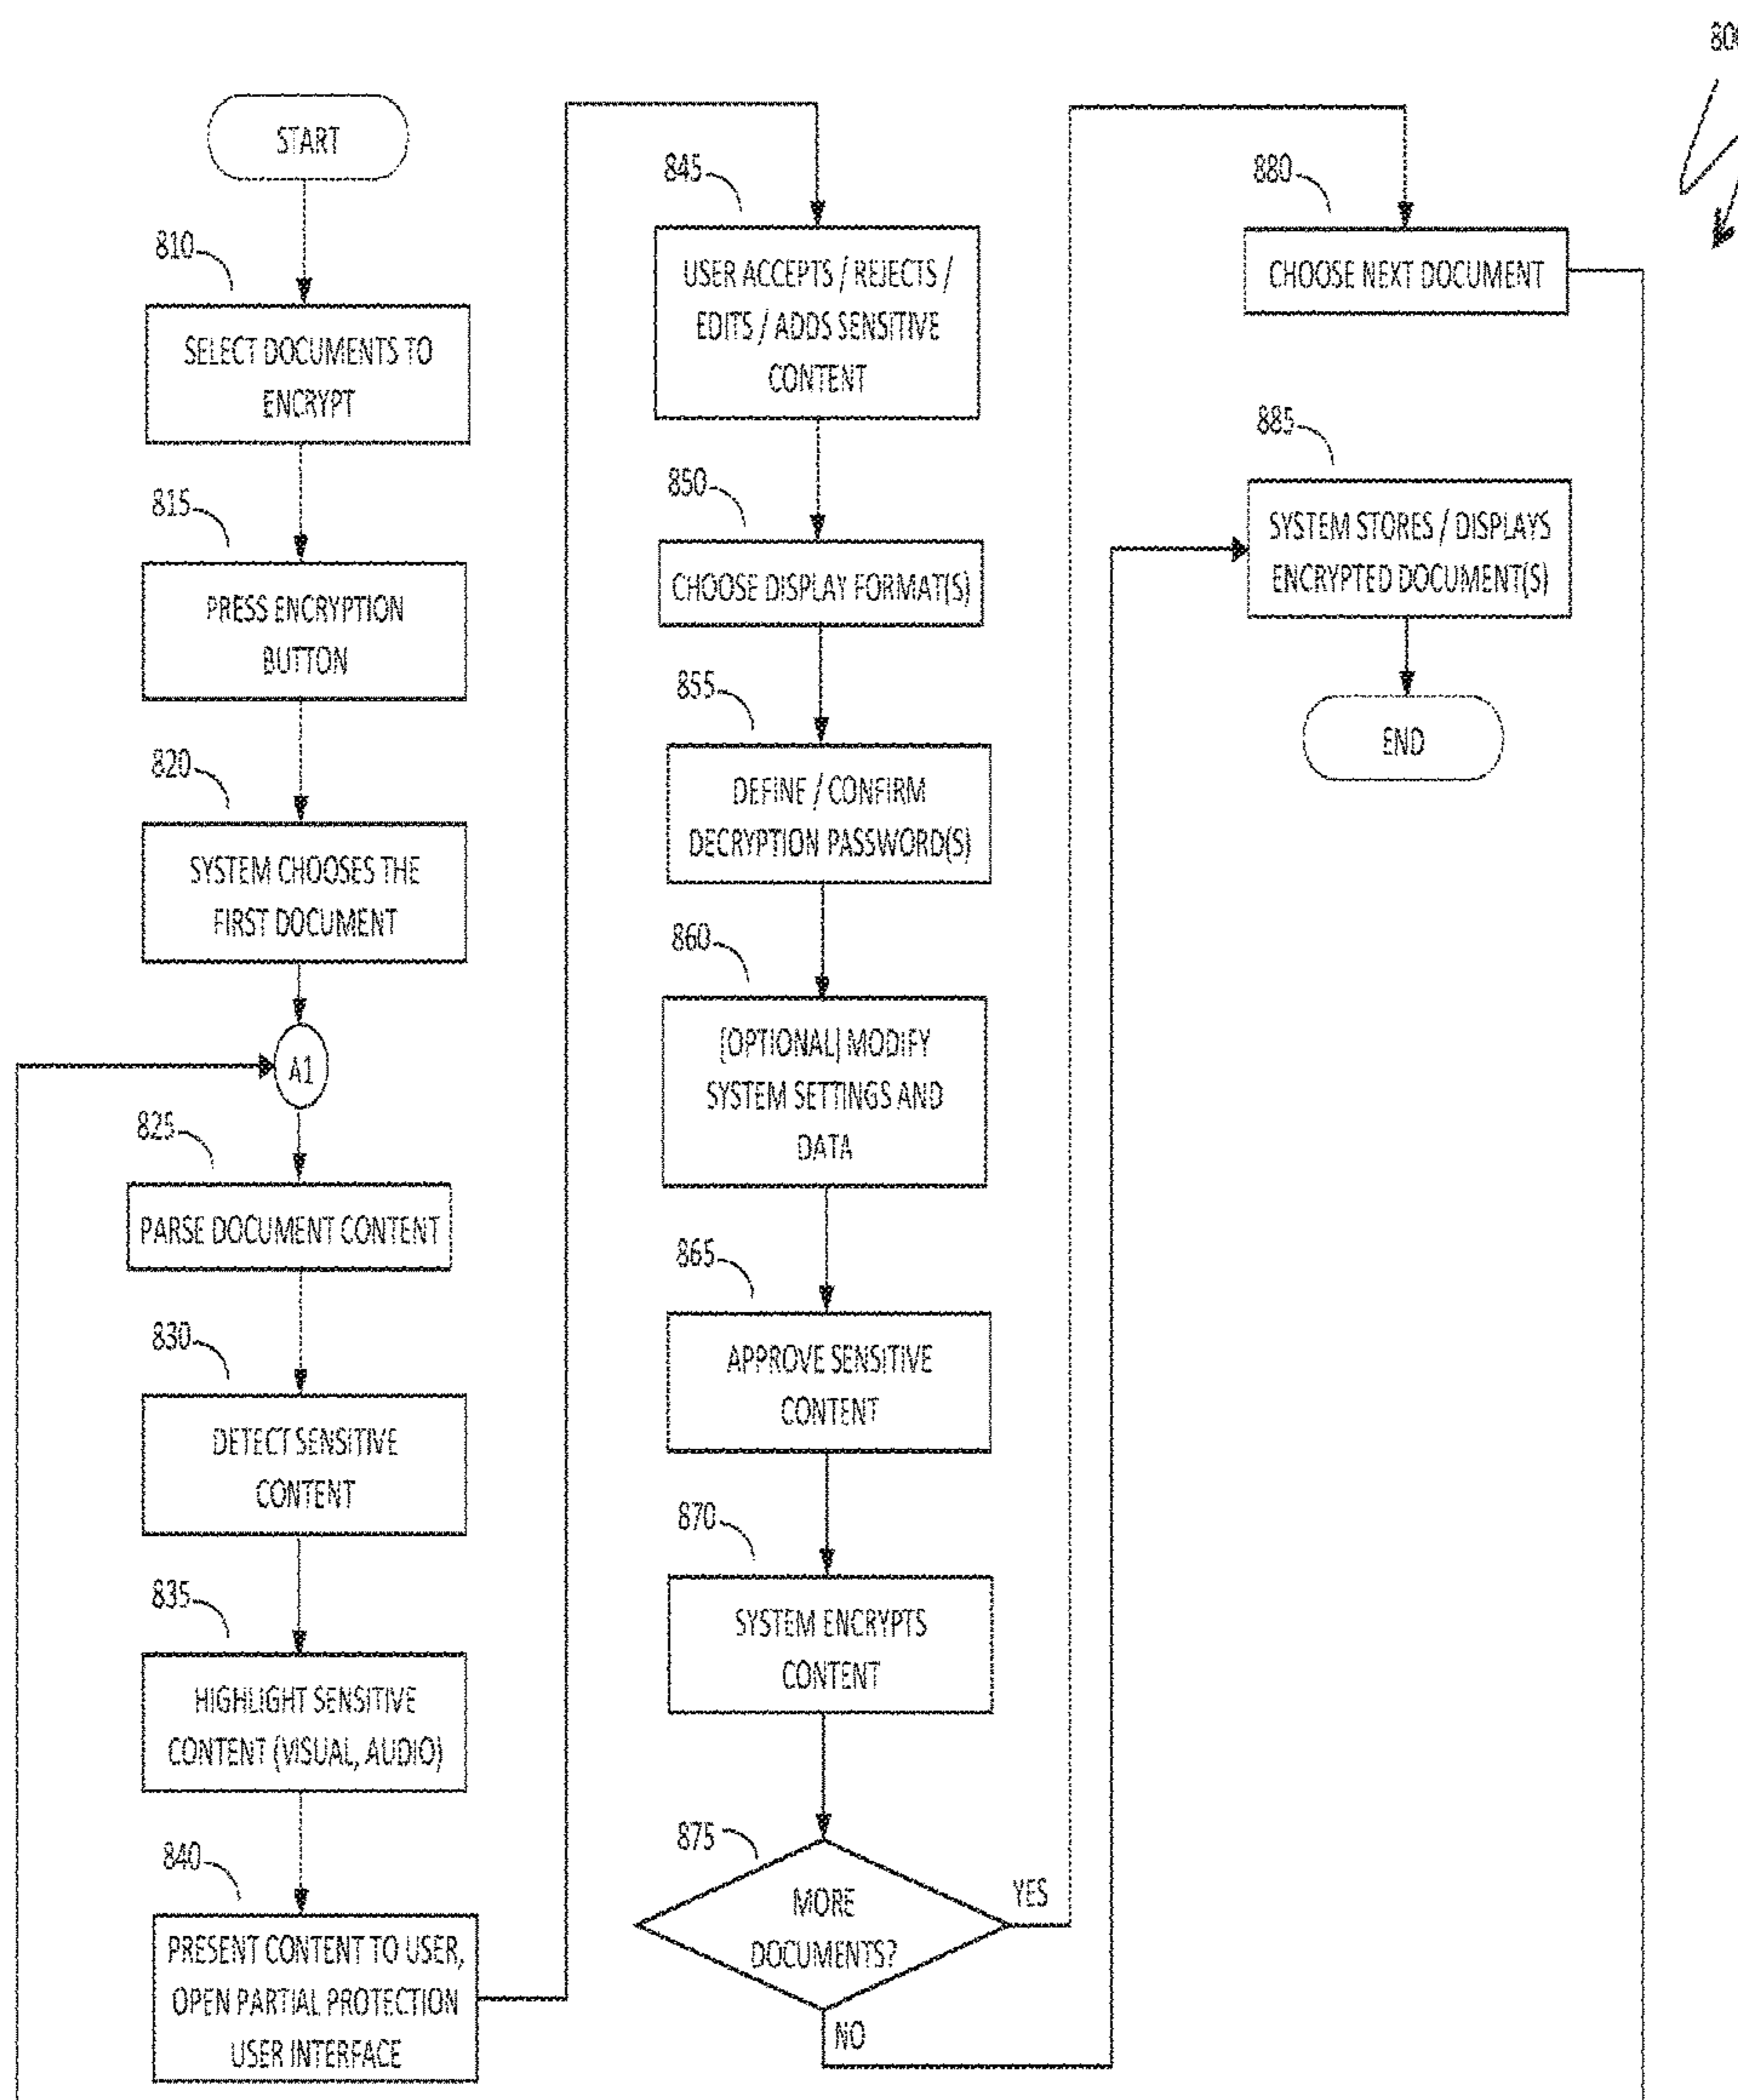 START
810
SELECT DOCUMENTS TO
ENCRYPT
815
PRESS ENCRYPTION
BUTTON
820
SYSTEM CHOOSES THE
FIRST DOCUMENT
A1
825
PARSE DOCUMENT CONTENT
830
DETECT SENSITIVE
CONTENT
835
HIGHLIGHT SENSITIVE
CONTENT (VISUAL, AUDIO)
840
PRESENT CONTENT TO USER,
OPEN PARTIAL PROTECTION
USER INTERFACE
845
USER ACCEPTS / REJECTS /
EDITS / ADDS SENSITIVE
CONTENT
850
CHOOSE DISPLAY FORMAT(S)
855
DEFINE / CONFIRM
DECRYPTION PASSWORD(S)
860
[OPTIONAL] MODIFY
SYSTEM SETTINGS AND
DATA
865
APPROVE SENSITIVE
CONTENT
870
SYSTEM ENCRYPTS
CONTENT
875
MORE
DOCUMENTS?
YES
NO
880
CHOOSE NEXT DOCUMENT
885
SYSTEM STORES / DISPLAYS
ENCRYPTED DOCUMENT(S)
END
800